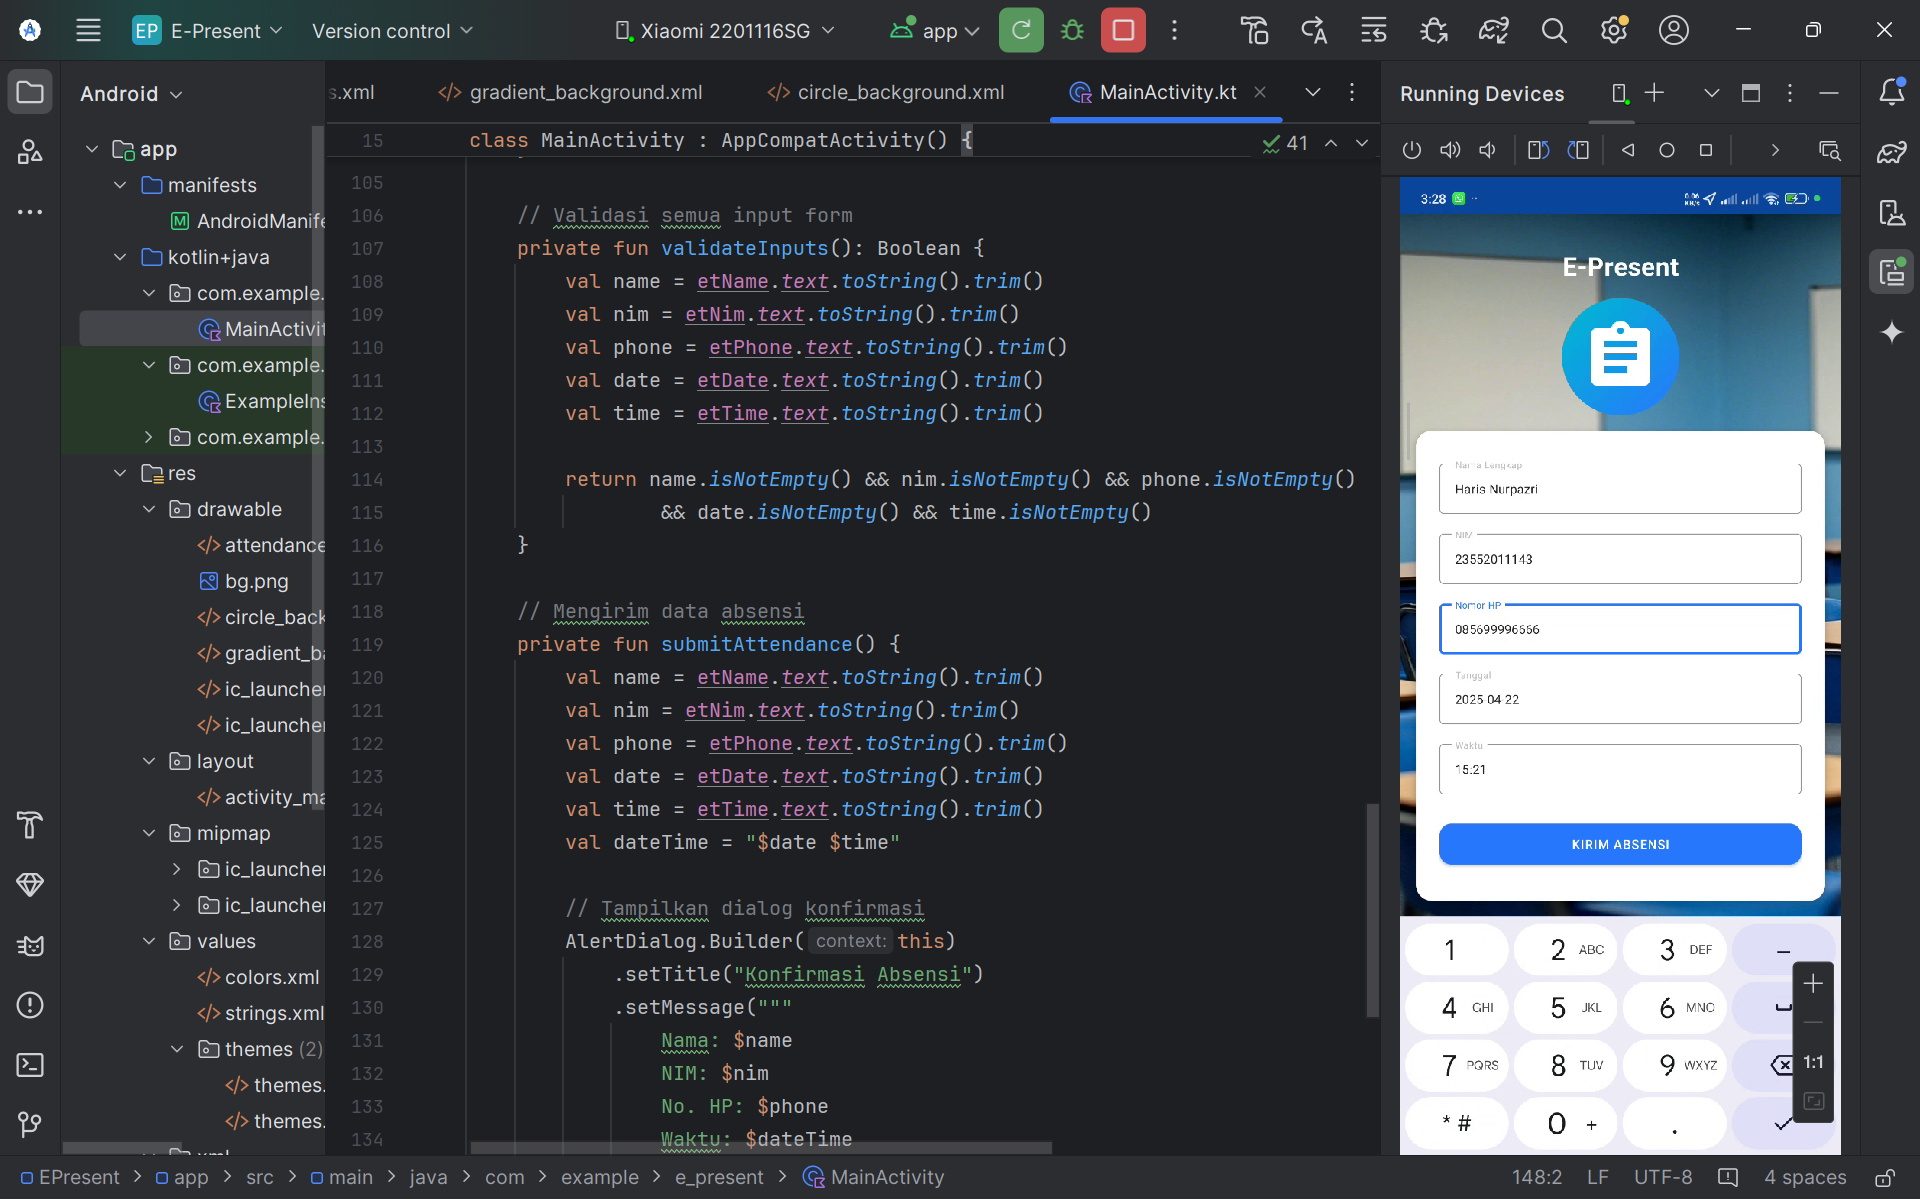 EP E-Present Version control Xiaomi 2201116SG app
Android
s.xml gradient_background.xml circle_background.xml MainActivity.kt
Running Devices
app
manifests
AndroidManife
kotlin+java
com.example.
MainActivit
com.example.
ExampleIns
com.example.
res
drawable
attendance
bg.png
circle_back
gradient_ba
ic_launcher
ic_launcher
layout
activity_ma
mipmap
ic_launcher
ic_launcher
values
colors.xml
strings.xml
themes (2)
themes.
themes.
15 class MainActivity : AppCompatActivity() {
41
105
106 // Validasi semua input form
107 private fun validateInputs(): Boolean {
108 val name = etName.text.toString().trim()
109 val nim = etNim.text.toString().trim()
110 val phone = etPhone.text.toString().trim()
111 val date = etDate.text.toString().trim()
112 val time = etTime.text.toString().trim()
113
114 return name.isNotEmpty() && nim.isNotEmpty() && phone.isNotEmpty()
115 && date.isNotEmpty() && time.isNotEmpty()
116 }
117
118 // Mengirim data absensi
119 private fun submitAttendance() {
120 val name = etName.text.toString().trim()
121 val nim = etNim.text.toString().trim()
122 val phone = etPhone.text.toString().trim()
123 val date = etDate.text.toString().trim()
124 val time = etTime.text.toString().trim()
125 val dateTime = "$date $time"
126
127 // Tampilkan dialog konfirmasi
128 AlertDialog.Builder( context: this)
129 .setTitle("Konfirmasi Absensi")
130 .setMessage("""
131 Nama: $name
132 NIM: $nim
133 No. HP: $phone
134 Waktu: $dateTime
3:28
E-Present
Nama Lengkap
Haris Nurpazri
NIM
23552011143
Nomor HP
085699996666
Tanggal
2025-04-22
Waktu
15:21
KIRIM ABSENSI
1 2 ABC 3 DEF –
4 GHI 5 JKL 6 MNO
7 PQRS 8 TUV 9 WXYZ
* # 0 + .
1:1
EPresent > app > src > main > java > com > example > e_present > MainActivity
148:2 LF UTF-8 4 spaces